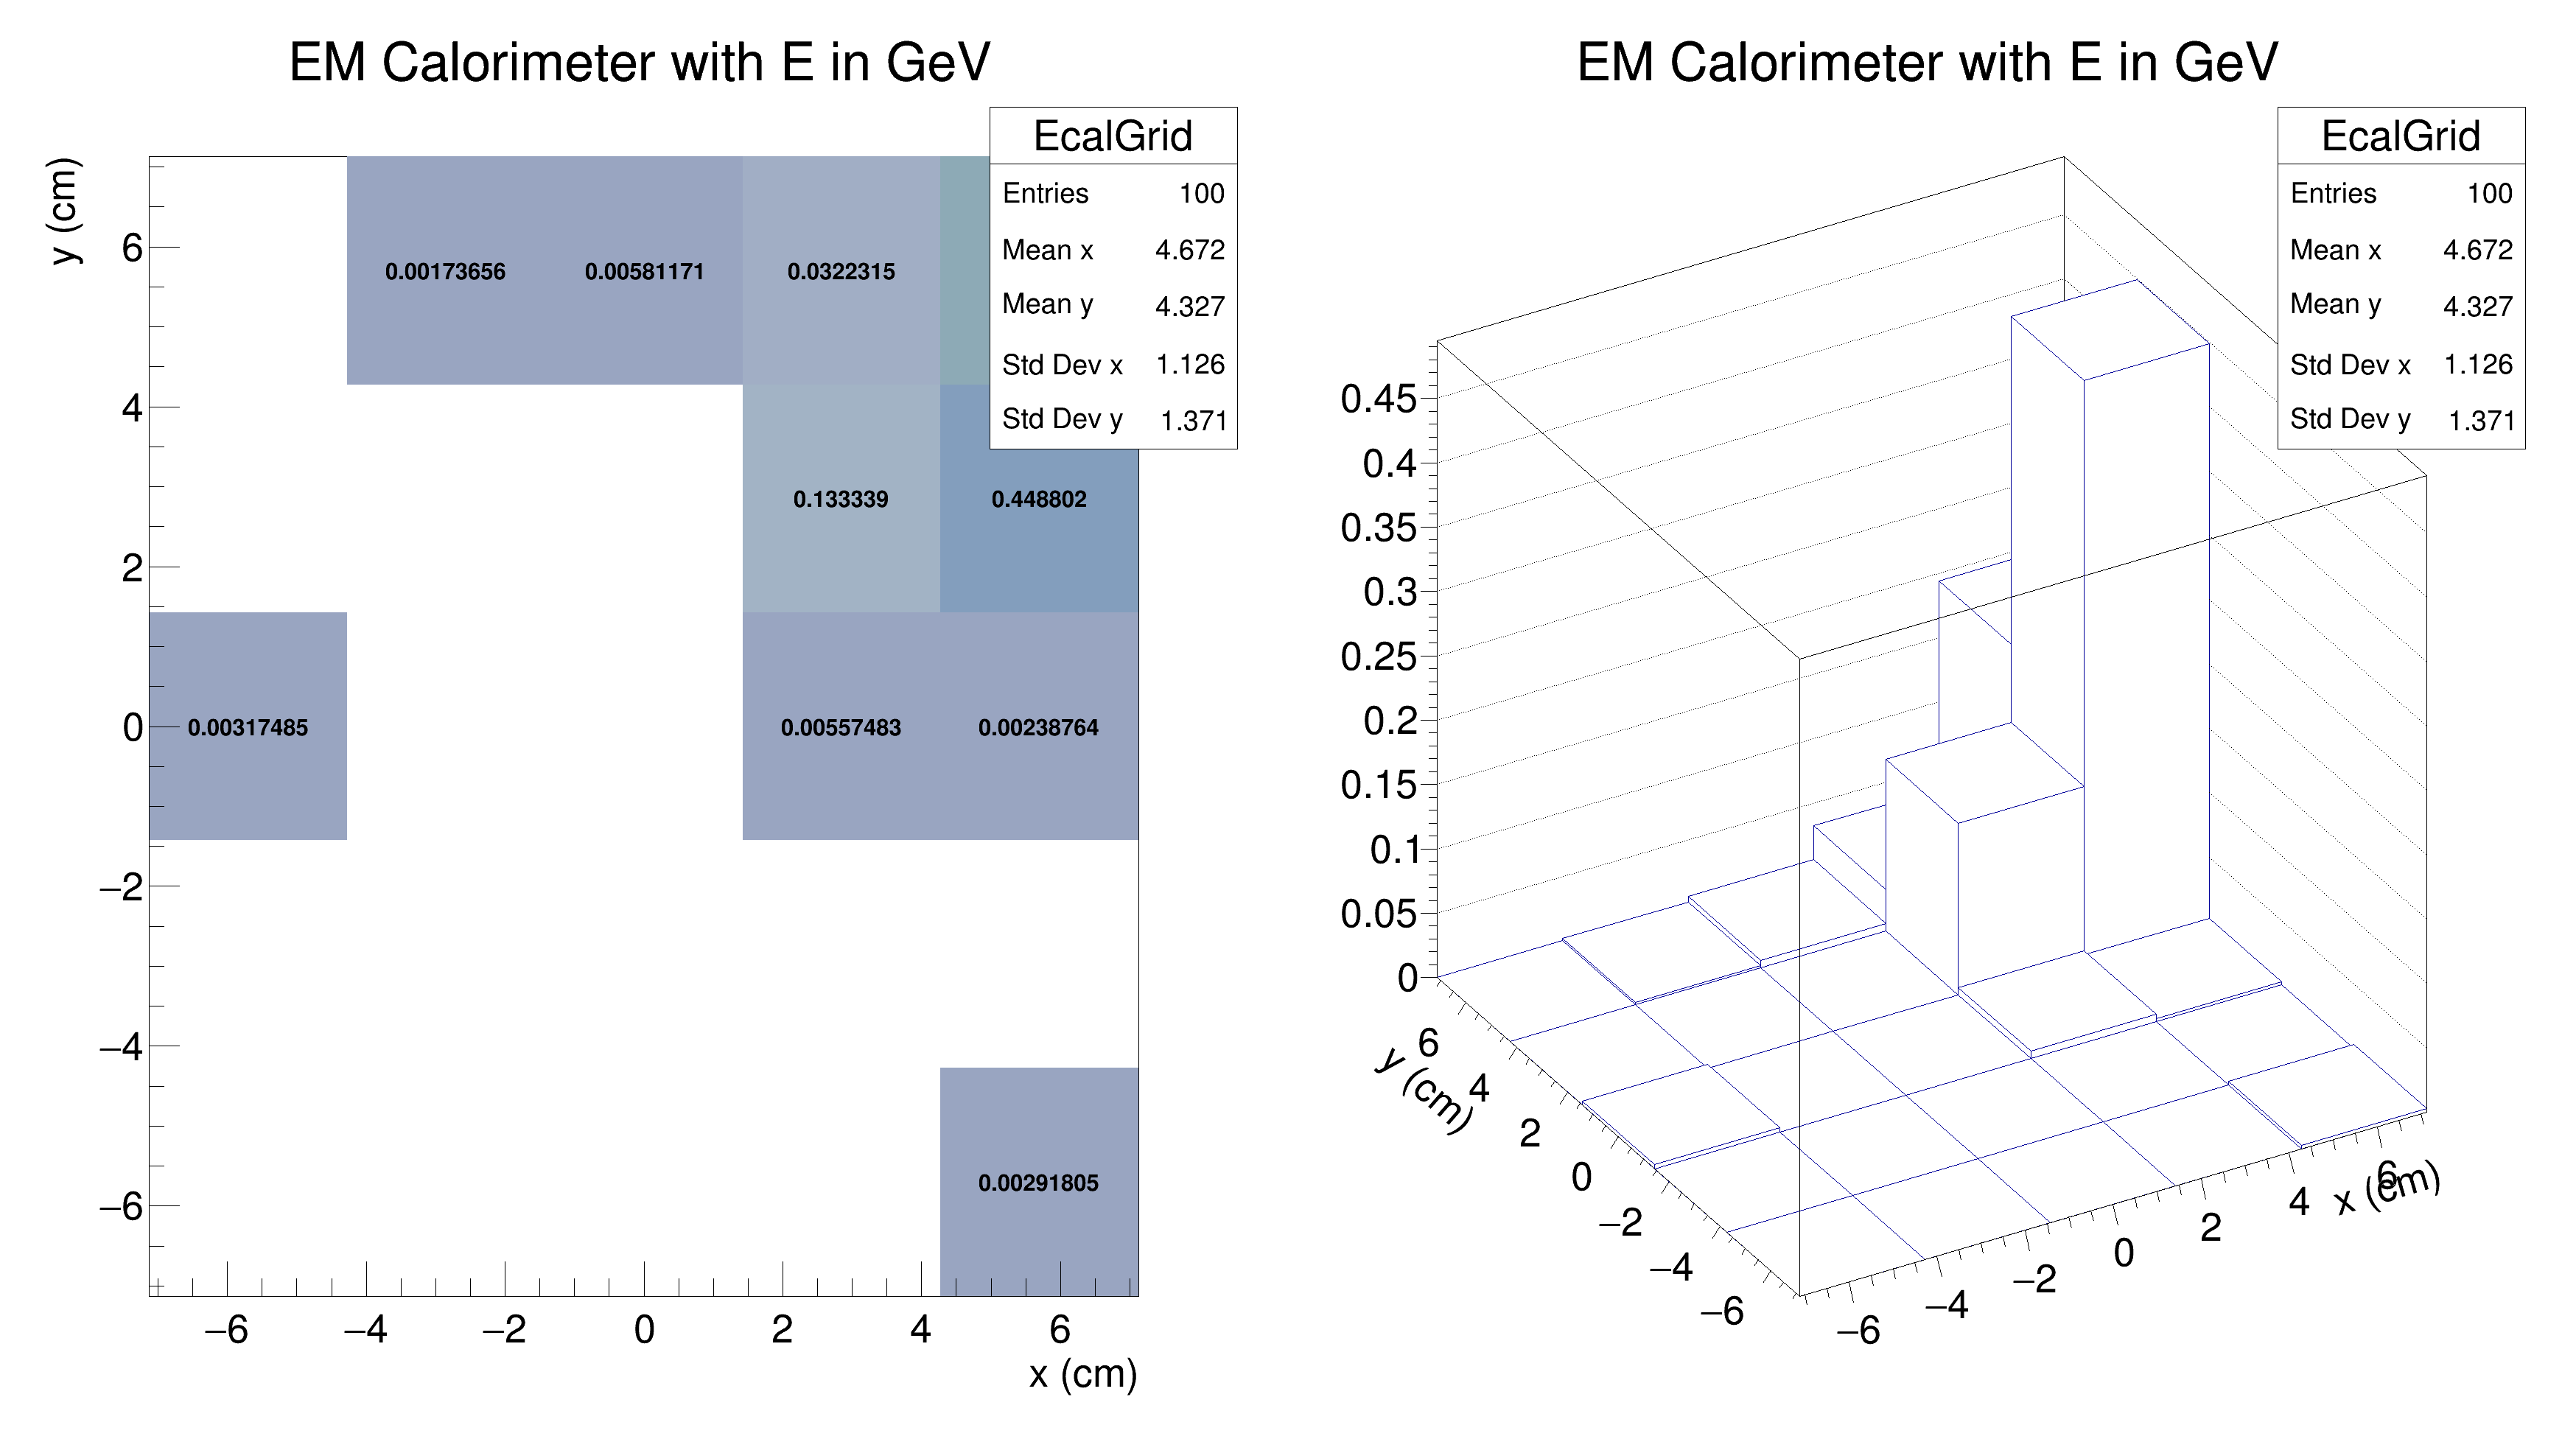 EM Calorimeter with E in GeV
y (cm)
EcalGrid
Entries 100
Mean x 4.672
Mean y 4.327
Std Dev x 1.126
Std Dev y 1.371
0.00173656 0.00581171 0.0322315
0.133339 0.448802
0.00317485 0.00557483 0.00238764
0.00291805
6
4
2
0
−2
−4
−6
−6 −4 −2 0 2 4 6
x (cm)
EM Calorimeter with E in GeV
EcalGrid
Entries 100
Mean x 4.672
Mean y 4.327
Std Dev x 1.126
Std Dev y 1.371
0.45
0.4
0.35
0.3
0.25
0.2
0.15
0.1
0.05
0
6
4
2
0
−2
−4
−6
y (cm)
−6
−4
−2
0
2
4
6
x (cm)